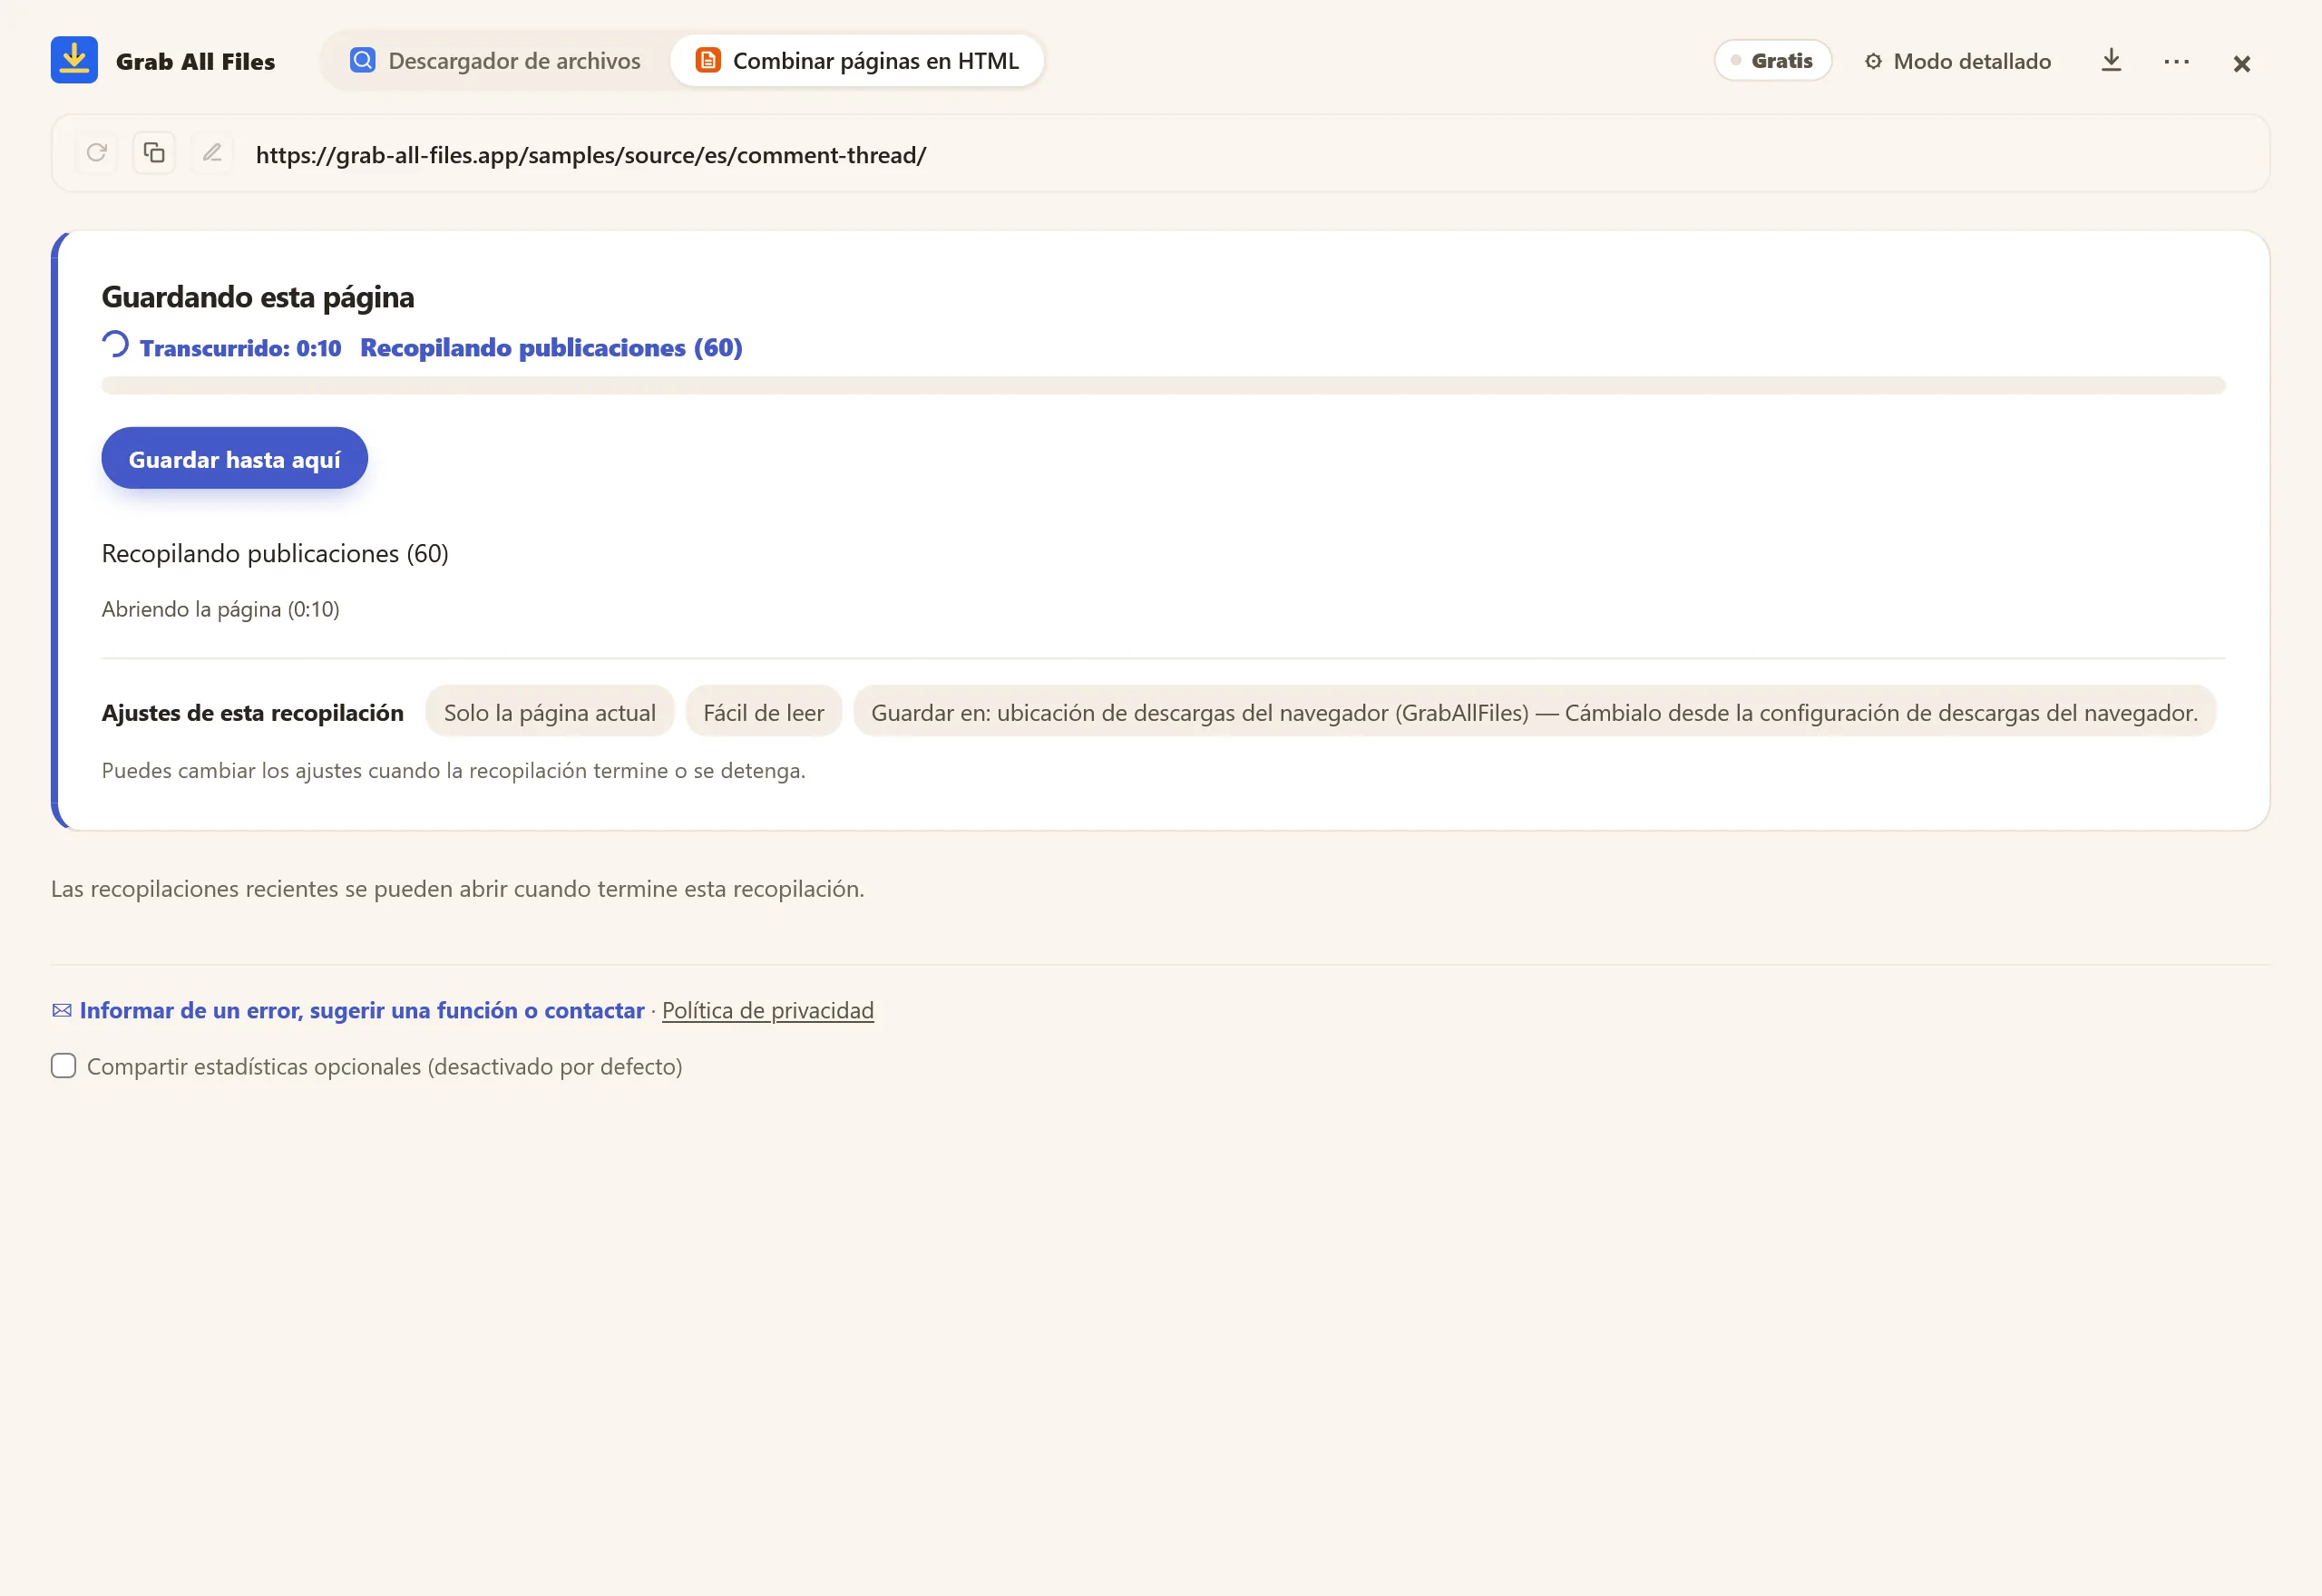 Grab All Files
Descargador de archivos
Combinar páginas en HTML
Gratis
Modo detallado
https://grab-all-files.app/samples/source/es/comment-thread/
Guardando esta página
Transcurrido: 0:10 Recopilando publicaciones (60)
Guardar hasta aquí
Recopilando publicaciones (60)
Abriendo la página (0:10)
Ajustes de esta recopilación Solo la página actual Fácil de leer Guardar en: ubicación de descargas del navegador (GrabAllFiles) — Cámbialo desde la configuración de descargas del navegador.
Puedes cambiar los ajustes cuando la recopilación termine o se detenga.
Las recopilaciones recientes se pueden abrir cuando termine esta recopilación.
Informar de un error, sugerir una función o contactar · Política de privacidad
Compartir estadísticas opcionales (desactivado por defecto)